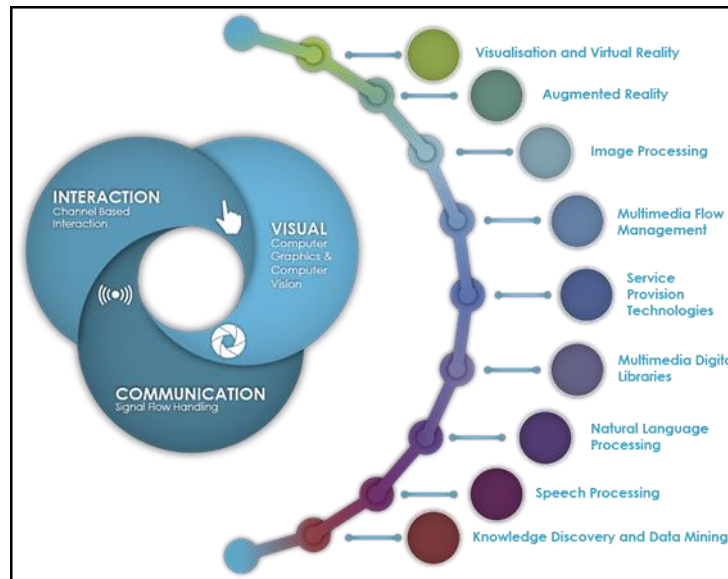 INTERACTION
Channel Based
Interaction
VISUAL
Computer
Graphics &
Computer
Vision
COMMUNICATION
Signal Flow Handling
Visualisation and Virtual Reality
Augmented Reality
Image Processing
Multimedia Flow
Management
Service
Provision
Technologies
Multimedia Digita
Libraries
Natural Language
Processing
Speech Processing
Knowledge Discovery and Data Mining